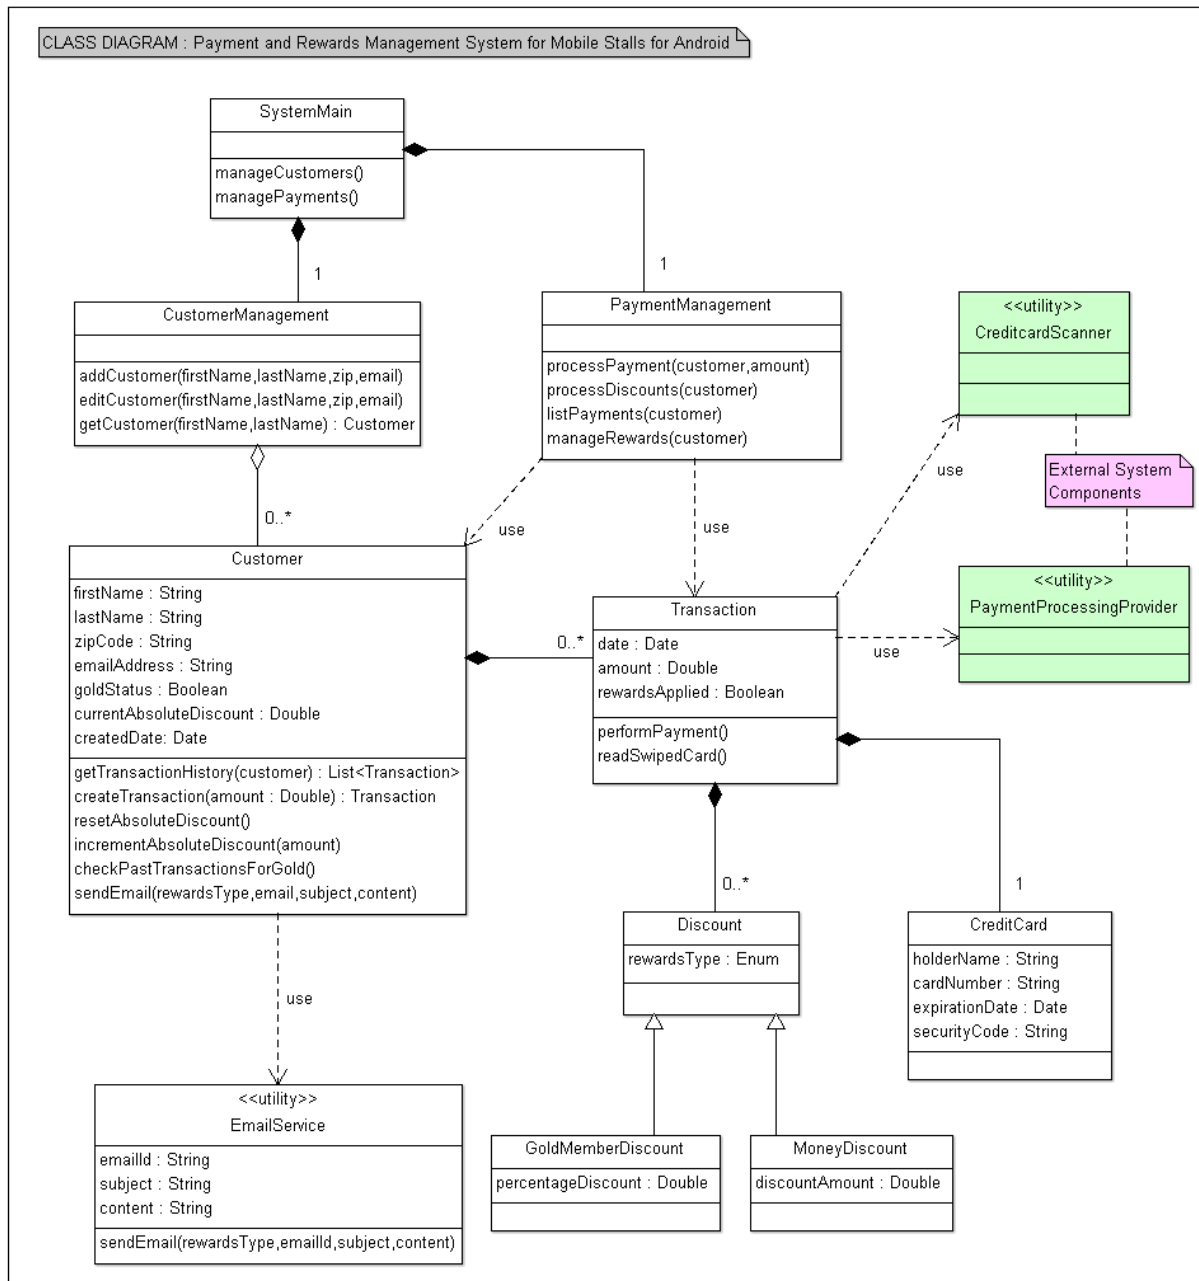 CLASS DIAGRAM : Payment and Rewards Management System for Mobile Stalls for Android
SystemMain
manageCustomers()
managePayments()
1
1
CustomerManagement
addCustomer(firstName,lastName,zip,email)
editCustomer(firstName,lastName,zip,email)
getCustomer(firstName,lastName) : Customer
PaymentManagement
processPayment(customer,amount)
processDiscounts(customer)
listPayments(customer)
manageRewards(customer)
<<utility>>
CreditcardScanner
External System
Components
use
use
use
0..*
Customer
firstName : String
lastName : String
zipCode : String
emailAddress : String
goldStatus : Boolean
currentAbsoluteDiscount : Double
createdDate: Date
getTransactionHistory(customer) : List<Transaction>
createTransaction(amount : Double) : Transaction
resetAbsoluteDiscount()
incrementAbsoluteDiscount(amount)
checkPastTransactionsForGold()
sendEmail(rewardsType,email,subject,content)
0..*
Transaction
date : Date
amount : Double
rewardsApplied : Boolean
performPayment()
readSwipedCard()
use
<<utility>>
PaymentProcessingProvider
0..*
1
Discount
rewardsType : Enum
CreditCard
holderName : String
cardNumber : String
expirationDate : Date
securityCode : String
use
<<utility>>
EmailService
emailId : String
subject : String
content : String
sendEmail(rewardsType,emailId,subject,content)
GoldMemberDiscount
percentageDiscount : Double
MoneyDiscount
discountAmount : Double